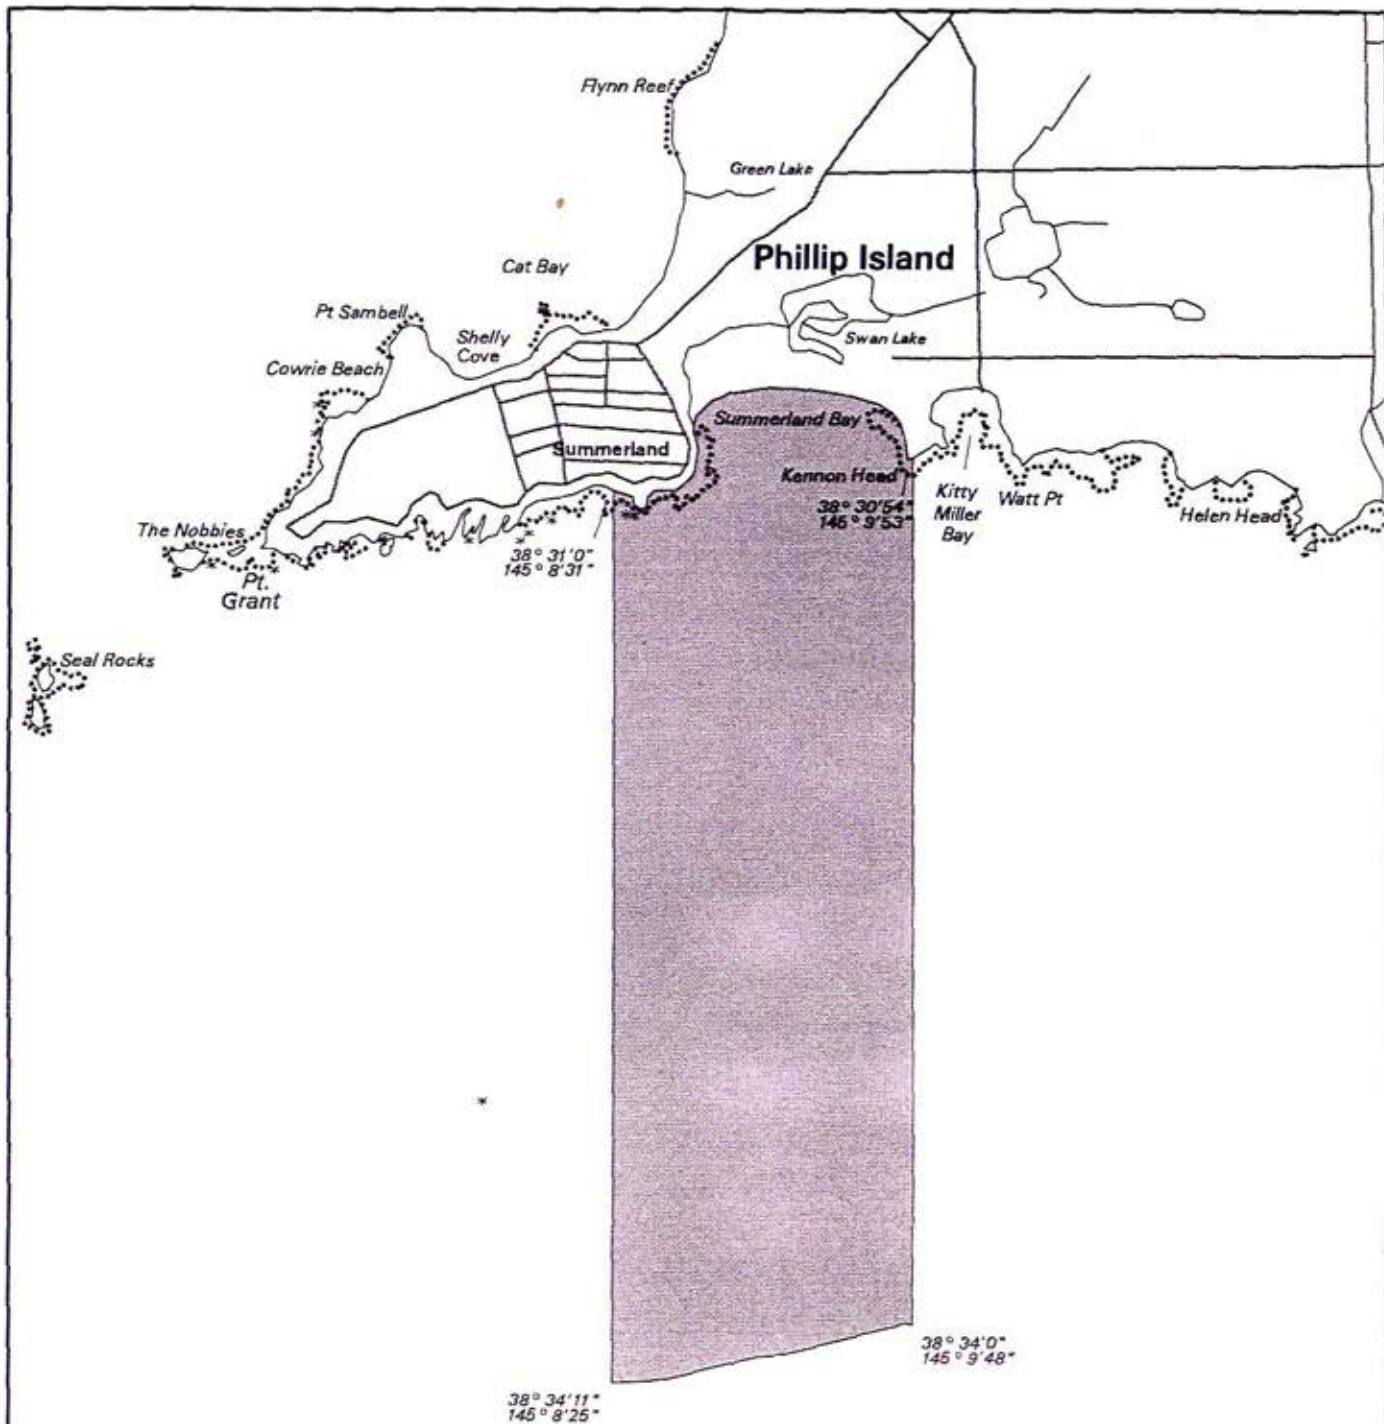 Flynn Reef
Green Lake
Phillip Island
Cat Bay
Pt Sambell
Shelly
Cove
Swan Lake
Cowrie Beach
Summerland Bay
Summerland
Kennon Head
38° 30'54"
145° 9'53"
Kitty
Miller
Bay
Watt Pt
Helen Head
The Nobbies
38° 31'0"
145° 8'31"
Pt.
Grant
Seal Rocks
38° 34'0"
145° 9'48"
38° 34'11"
145° 8'25"